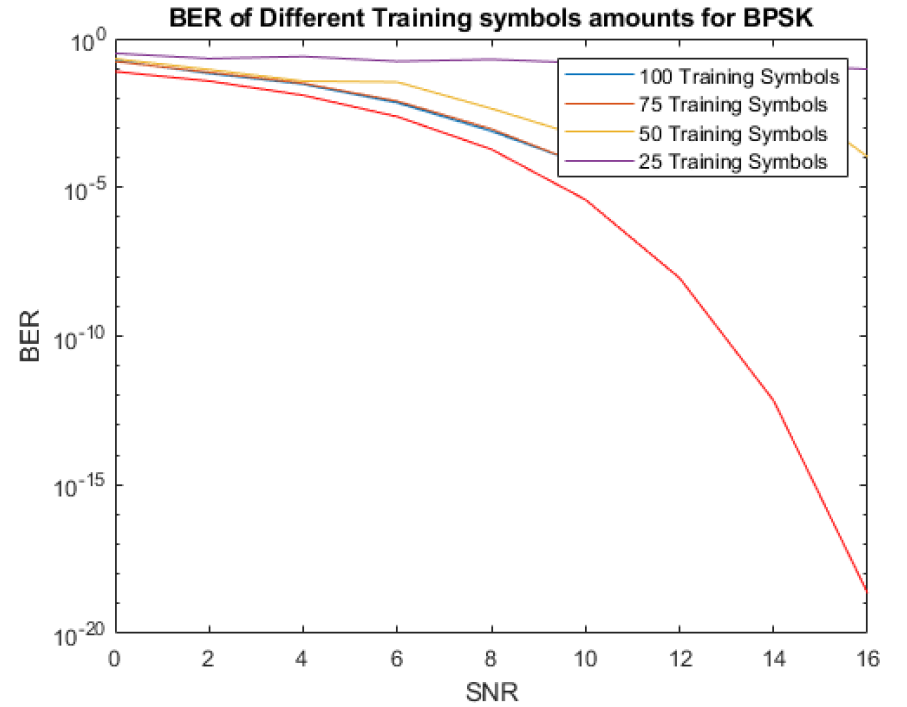 BER of Different Training symbols amounts for BPSK
10^0
100 Training Symbols
75 Training Symbols
50 Training Symbols
25 Training Symbols
10^-5
BER
10^-10
10^-15
10^-20
0 2 4 6 8 10 12 14 16
SNR